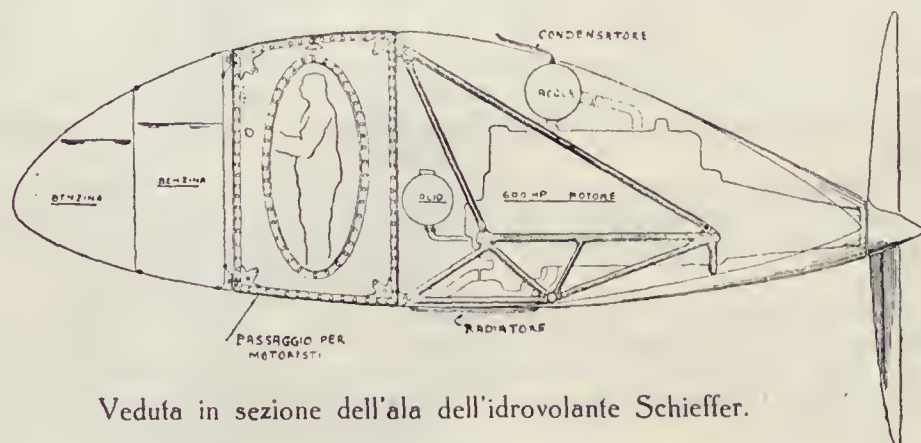 CONDENSATORE
ACQUA
BENZINA
BENZINA
OLIO
600 HP MOTORE
RADIATORE
PASSAGGIO PER
MOTORISTI
Veduta in sezione dell'ala dell'idrovolante Schieffer.